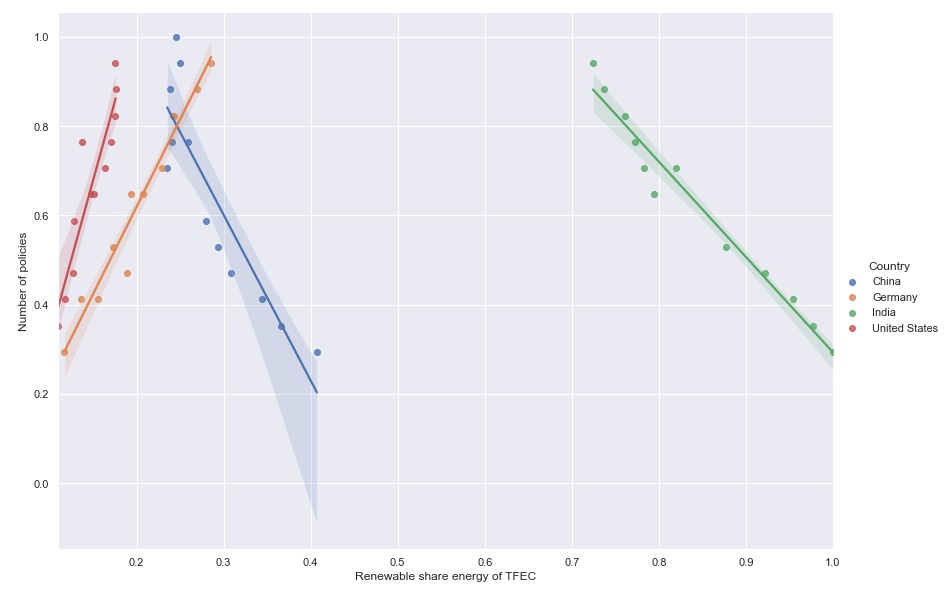 1.0
0.8
0.6
0.4
0.2
0.0
Number of policies
0.2 0.3 0.4 0.5 0.6 0.7 0.8 0.9 1.0
Renewable share energy of TFEC
Country
China
Germany
India
United States